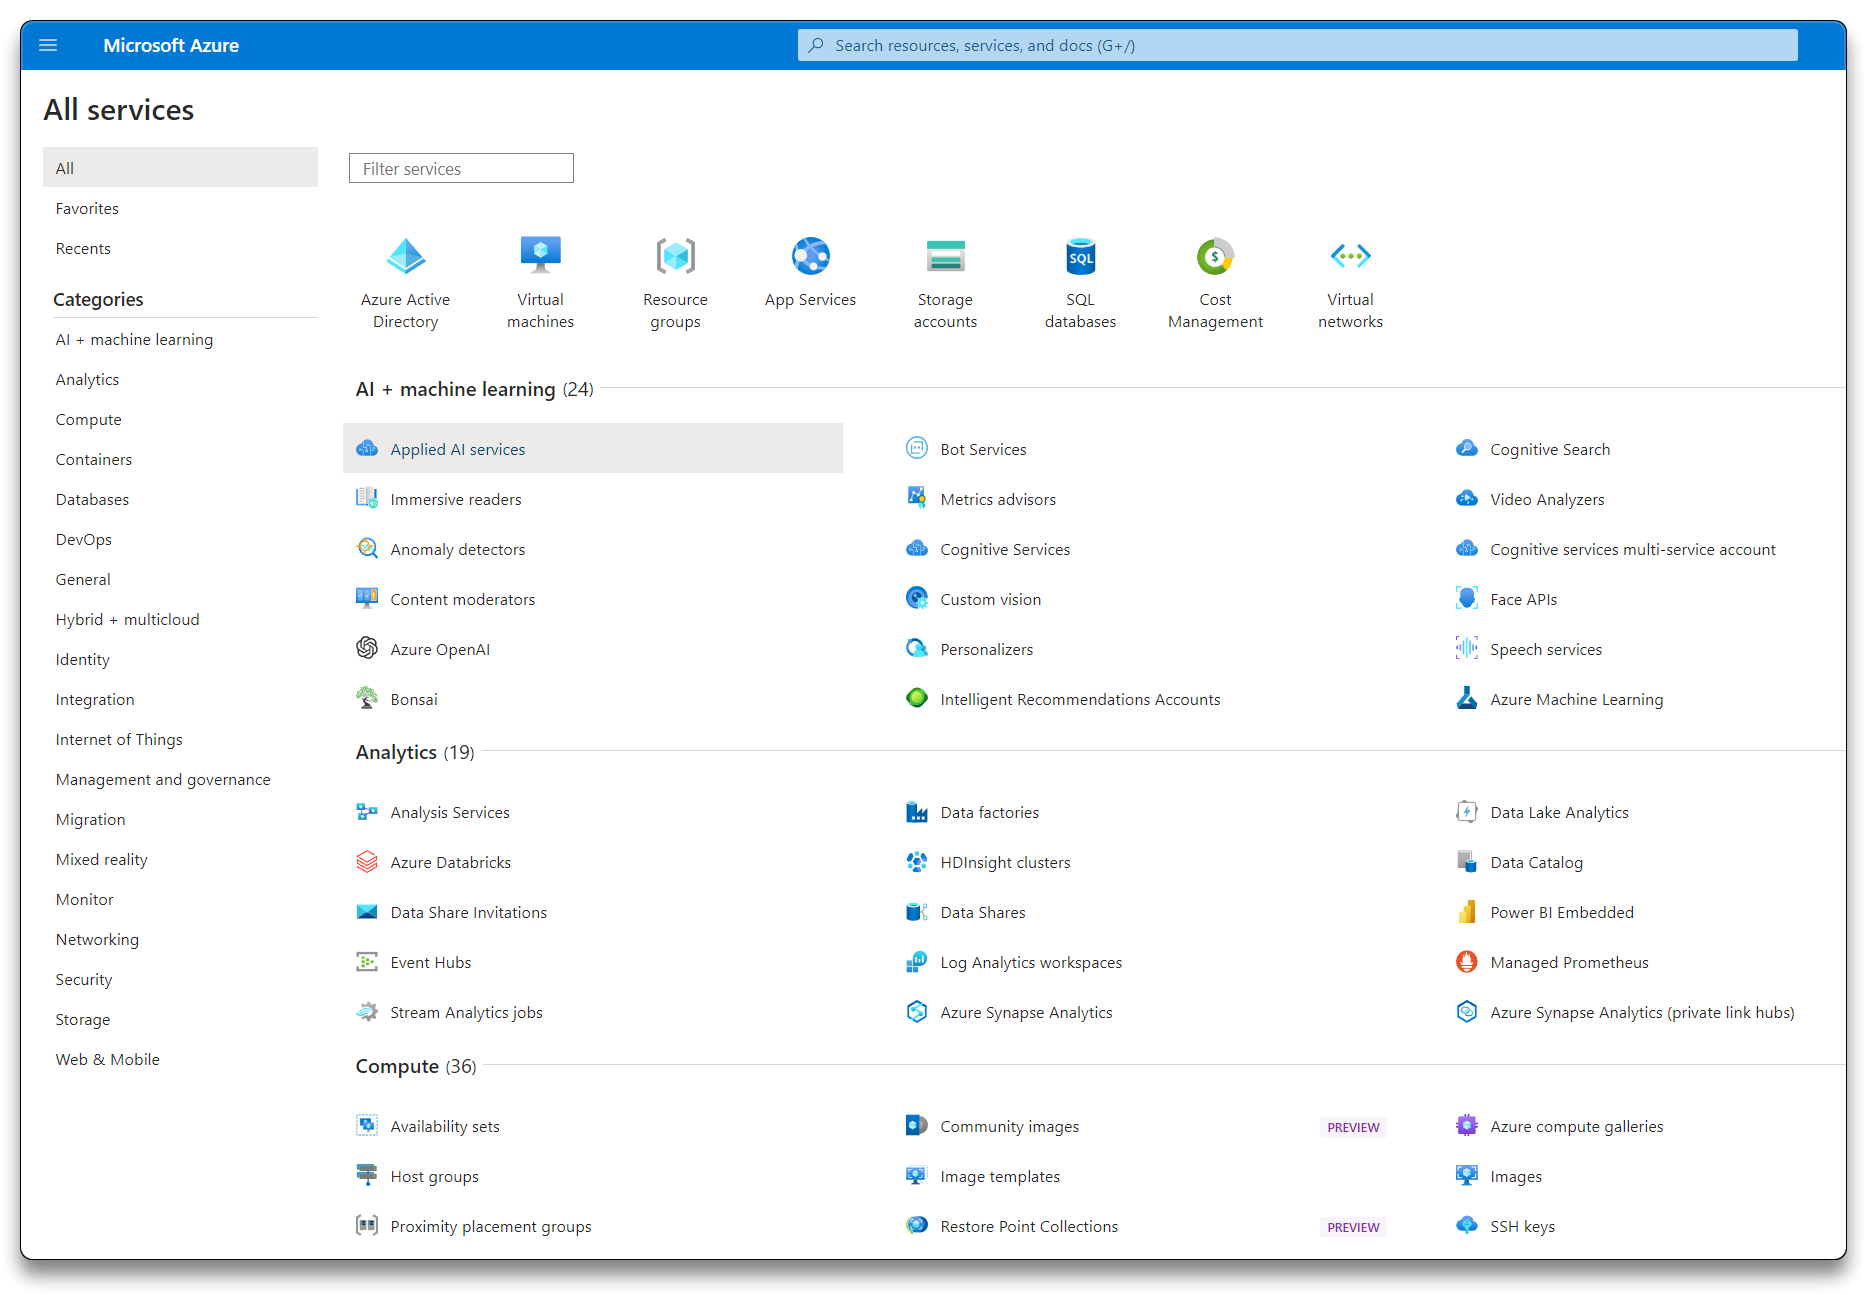 Microsoft Azure
Search resources, services, and docs (G+/)
All services
All
Favorites
Recents
Categories
AI + machine learning
Analytics
Compute
Containers
Databases
DevOps
General
Hybrid + multicloud
Identity
Integration
Internet of Things
Management and governance
Migration
Mixed reality
Monitor
Networking
Security
Storage
Web & Mobile
Filter services
Azure Active
Directory
Virtual
machines
Resource
groups
App Services
Storage
accounts
SQL
SQL
databases
$
Cost
Management
Virtual
networks
AI + machine learning (24)
Applied AI services
Bot Services
Cognitive Search
Immersive readers
Metrics advisors
Video Analyzers
Anomaly detectors
Cognitive Services
Cognitive services multi-service account
Content moderators
Custom vision
Face APIs
Azure OpenAI
Personalizers
Speech services
Bonsai
Intelligent Recommendations Accounts
Azure Machine Learning
Analytics (19)
Analysis Services
Data factories
Data Lake Analytics
Azure Databricks
HDInsight clusters
Data Catalog
Data Share Invitations
Data Shares
Power BI Embedded
Event Hubs
Log Analytics workspaces
Managed Prometheus
Stream Analytics jobs
Azure Synapse Analytics
Azure Synapse Analytics (private link hubs)
Compute (36)
Availability sets
Community images PREVIEW
Azure compute galleries
Host groups
Image templates
Images
Proximity placement groups
Restore Point Collections PREVIEW
SSH keys